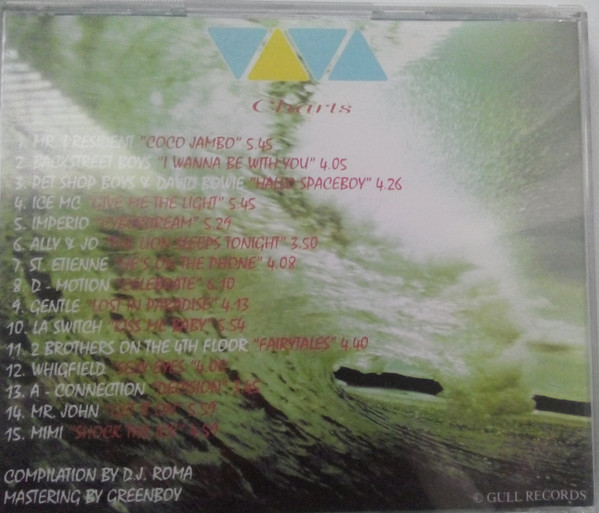 VIVA
Charts
1. MR. PRESIDENT "COCO JAMBO" 5.45
2. BACKSTREET BOYS "I WANNA BE WITH YOU" 4.05
3. PET SHOP BOYS & DAVID BOWIE "HALLO SPACEBOY" 4.26
4. ICE MC "GIVE ME THE LIGHT" 5.45
5. IMPERIO 5.29
6. ALLY & JO "THE LION SLEEPS TONIGHT" 3.50
7. ST. ETIENNE "HE'S ON THE PHONE" 4.08
8. D - MOTION "CELEBRATE" 6.10
9. GENTLE "LOST IN PARADISE" 4.13
10. LA SWITCH "KISS ME BABY" 5.54
11. 2 BROTHERS ON THE 4TH FLOOR "FAIRYTALES" 4.40
12. WHIGFIELD "SEXY EYES"
13. A - CONNECTION
14. MR. JOHN
15. MIMI "SHOCK
COMPILATION BY D.J. ROMA
MASTERING BY GREENBOY
© GULL RECORDS